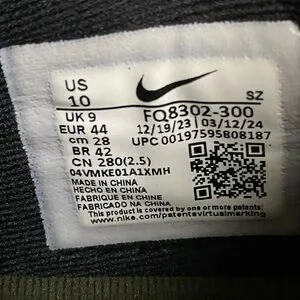 US
10
SZ
UK 9
FQ8302-300
EUR 44
12/19/23 03/12/24
cm 28
UPC 00197595808187
BR 42
CN 280(2.5)
04VMKE01A1XMH
MADE IN CHINA
HECHO EN CHINA
FABRIQUE EN CHINE
FABRICADO NA CHINA
This product is covered by one or more patents
www.nike.com/patentsvirtualmarking